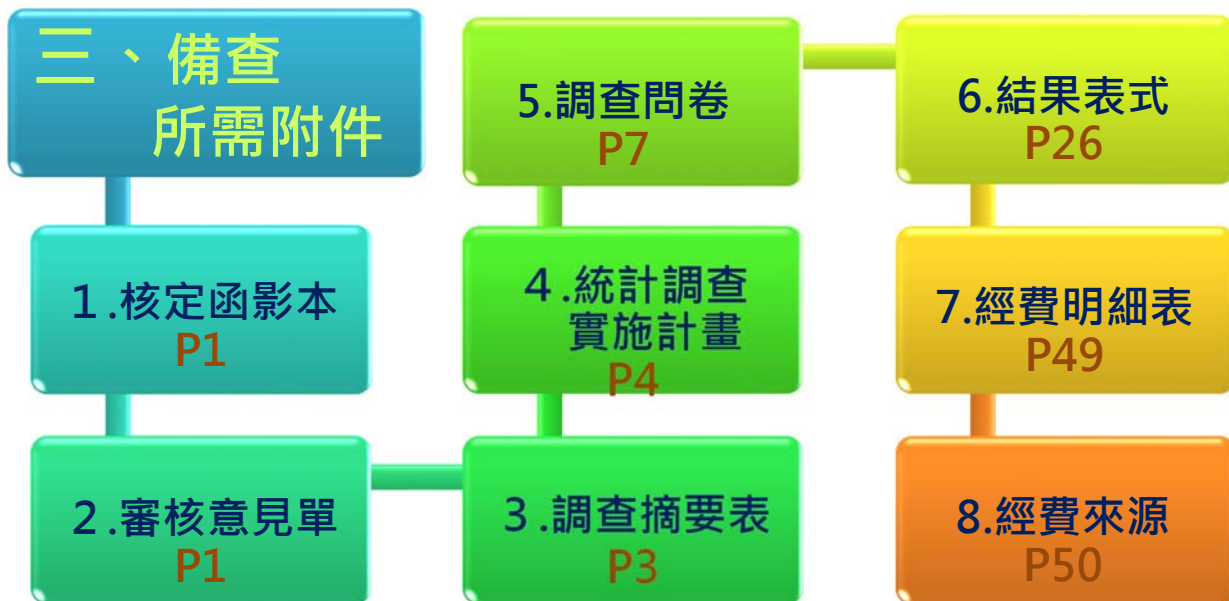 三、備查
所需附件
1.核定函影本
P1
2.審核意見單
P1
3.調查摘要表
P3
4.統計調查
實施計畫
P4
5.調查問卷
P7
6.結果表式
P26
7.經費明細表
P49
8.經費來源
P50